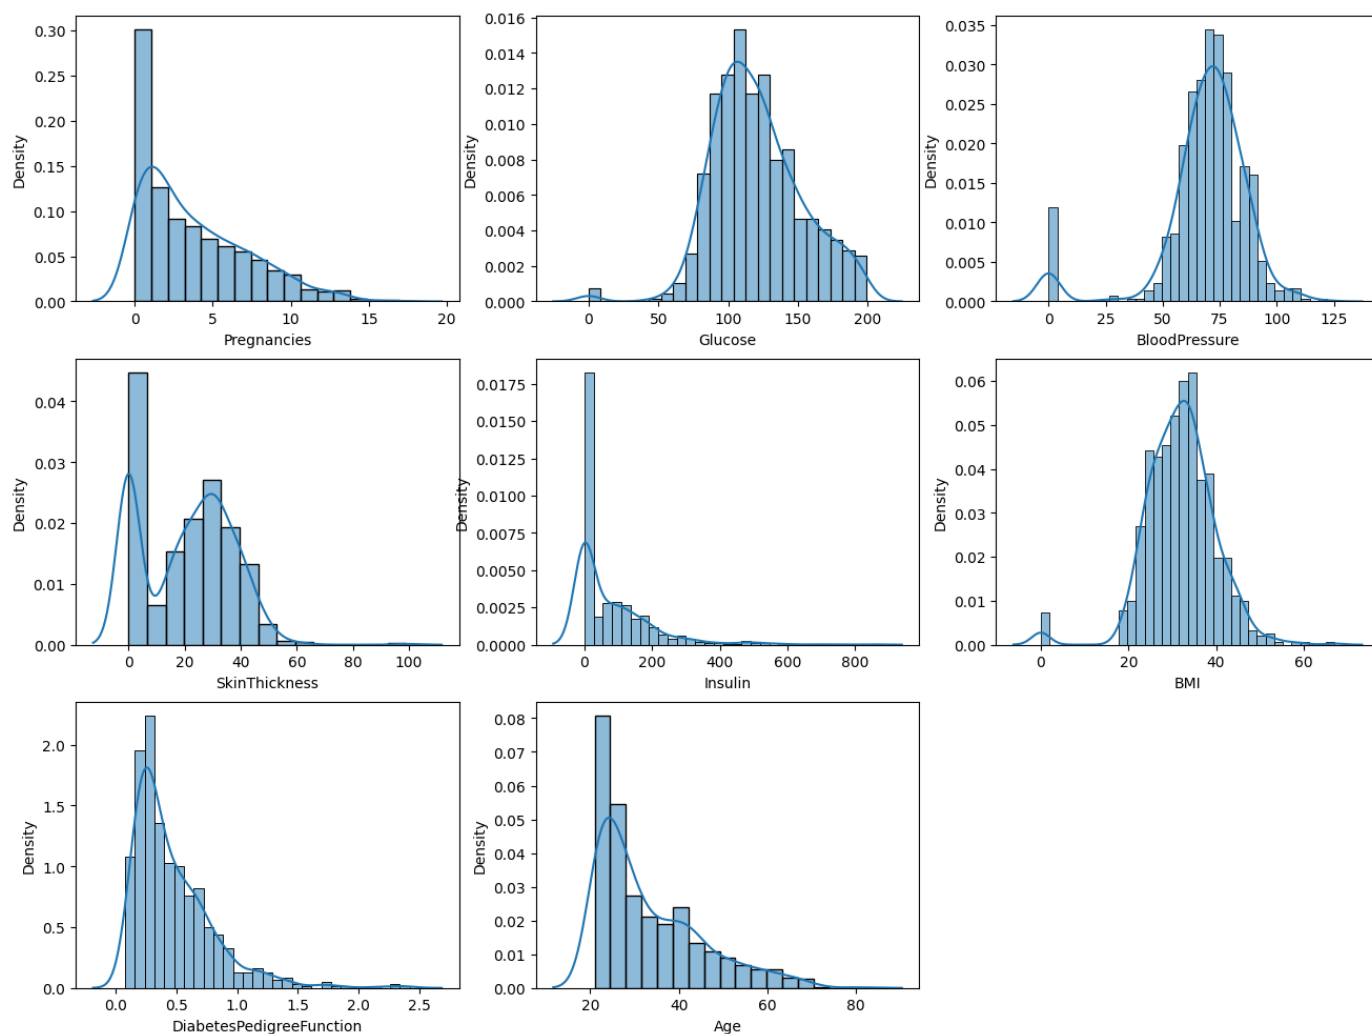 0.30
0.25
0.20
0.15
0.10
0.05
0.00
Density
0 5 10 15 20
Pregnancies
0.016
0.014
0.012
0.010
0.008
0.006
0.004
0.002
0.000
Density
0 50 100 150 200
Glucose
0.035
0.030
0.025
0.020
0.015
0.010
0.005
0.000
Density
0 25 50 75 100 125
BloodPressure
0.04
0.03
0.02
0.01
0.00
Density
0 20 40 60 80 100
SkinThickness
0.0175
0.0150
0.0125
0.0100
0.0075
0.0050
0.0025
0.0000
Density
0 200 400 600 800
Insulin
0.06
0.05
0.04
0.03
0.02
0.01
0.00
Density
0 20 40 60
BMI
2.0
1.5
1.0
0.5
0.0
Density
0.0 0.5 1.0 1.5 2.0 2.5
DiabetesPedigreeFunction
0.08
0.07
0.06
0.05
0.04
0.03
0.02
0.01
0.00
Density
20 40 60 80
Age